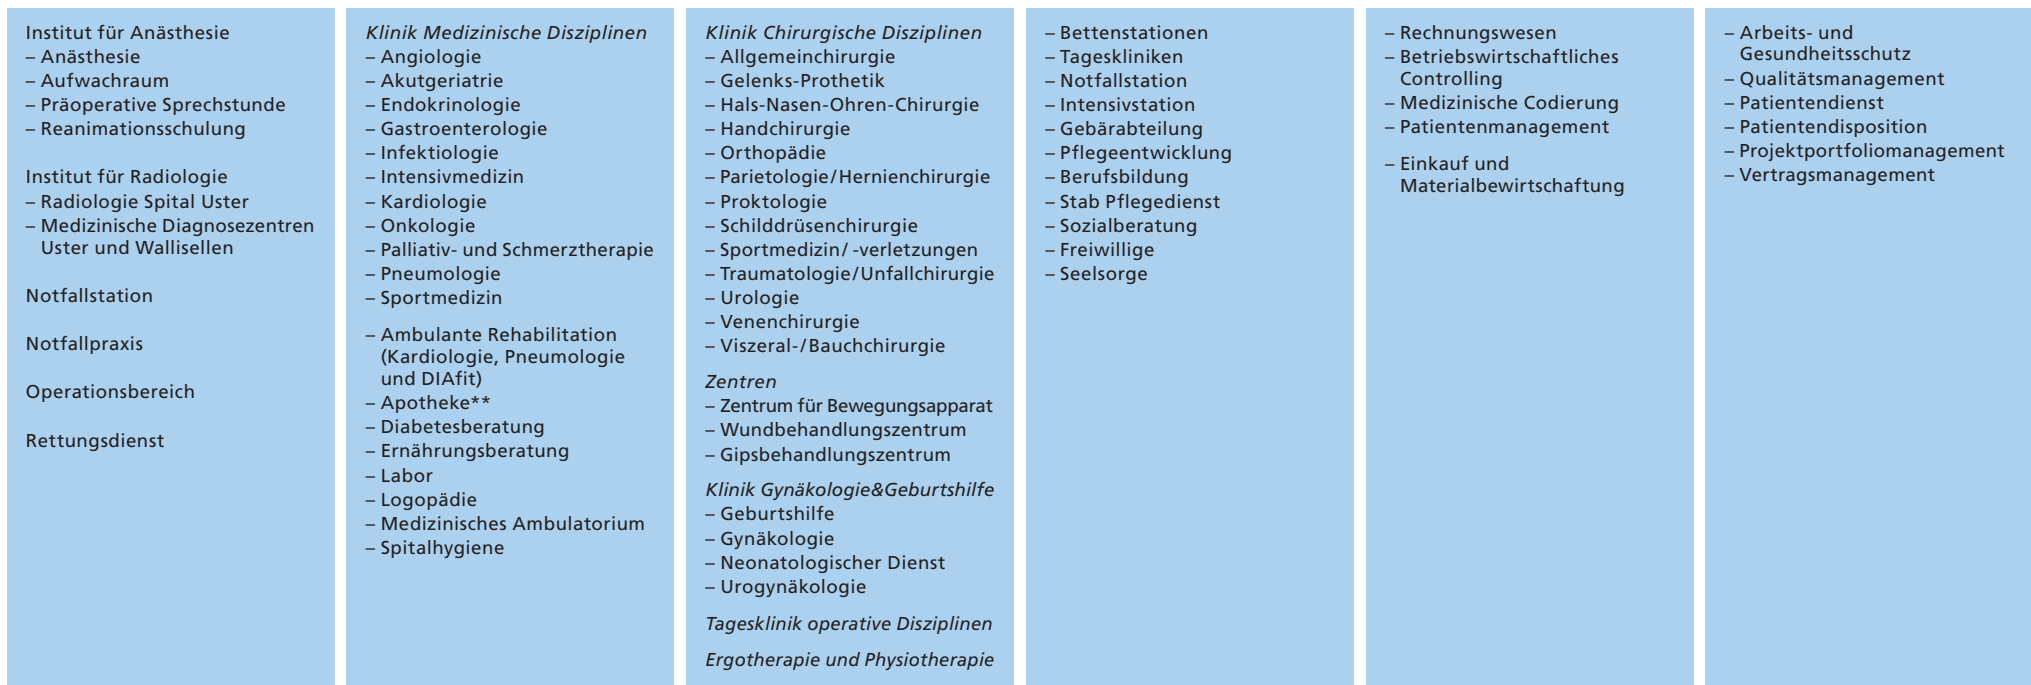 Institut für Anästhesie
– Anästhesie
– Aufwachraum
– Präoperative Sprechstunde
– Reanimationsschulung
Institut für Radiologie
– Radiologie Spital Uster
– Medizinische Diagnosezentren
Uster und Wallisellen
Notfallstation
Notfallpraxis
Operationsbereich
Rettungsdienst
Klinik Medizinische Disziplinen
– Angiologie
– Akutgeriatrie
– Endokrinologie
– Gastroenterologie
– Infektiologie
– Intensivmedizin
– Kardiologie
– Onkologie
– Palliativ- und Schmerztherapie
– Pneumologie
– Sportmedizin
– Ambulante Rehabilitation
(Kardiologie, Pneumologie
und DIAfit)
– Apotheke**
– Diabetesberatung
– Ernährungsberatung
– Labor
– Logopädie
– Medizinisches Ambulatorium
– Spitalhygiene
Klinik Chirurgische Disziplinen
– Allgemeinchirurgie
– Gelenks-Prothetik
– Hals-Nasen-Ohren-Chirurgie
– Handchirurgie
– Orthopädie
– Parietologie/Hernienchirurgie
– Proktologie
– Schilddrüsenchirurgie
– Sportmedizin/ -verletzungen
– Traumatologie/Unfallchirurgie
– Urologie
– Venenchirurgie
– Viszeral-/Bauchchirurgie
Zentren
– Zentrum für Bewegungsapparat
– Wundbehandlungszentrum
– Gipsbehandlungszentrum
Klinik Gynäkologie&Geburtshilfe
– Geburtshilfe
– Gynäkologie
– Neonatologischer Dienst
– Urogynäkologie
Tagesklinik operative Disziplinen
Ergotherapie und Physiotherapie
– Bettenstationen
– Tageskliniken
– Notfallstation
– Intensivstation
– Gebärabteilung
– Pflegeentwicklung
– Berufsbildung
– Stab Pflegedienst
– Sozialberatung
– Freiwillige
– Seelsorge
– Rechnungswesen
– Betriebswirtschaftliches
Controlling
– Medizinische Codierung
– Patientenmanagement
– Einkauf und
Materialbewirtschaftung
– Arbeits- und
Gesundheitsschutz
– Qualitätsmanagement
– Patientendienst
– Patientendisposition
– Projektportfoliomanagement
– Vertragsmanagement